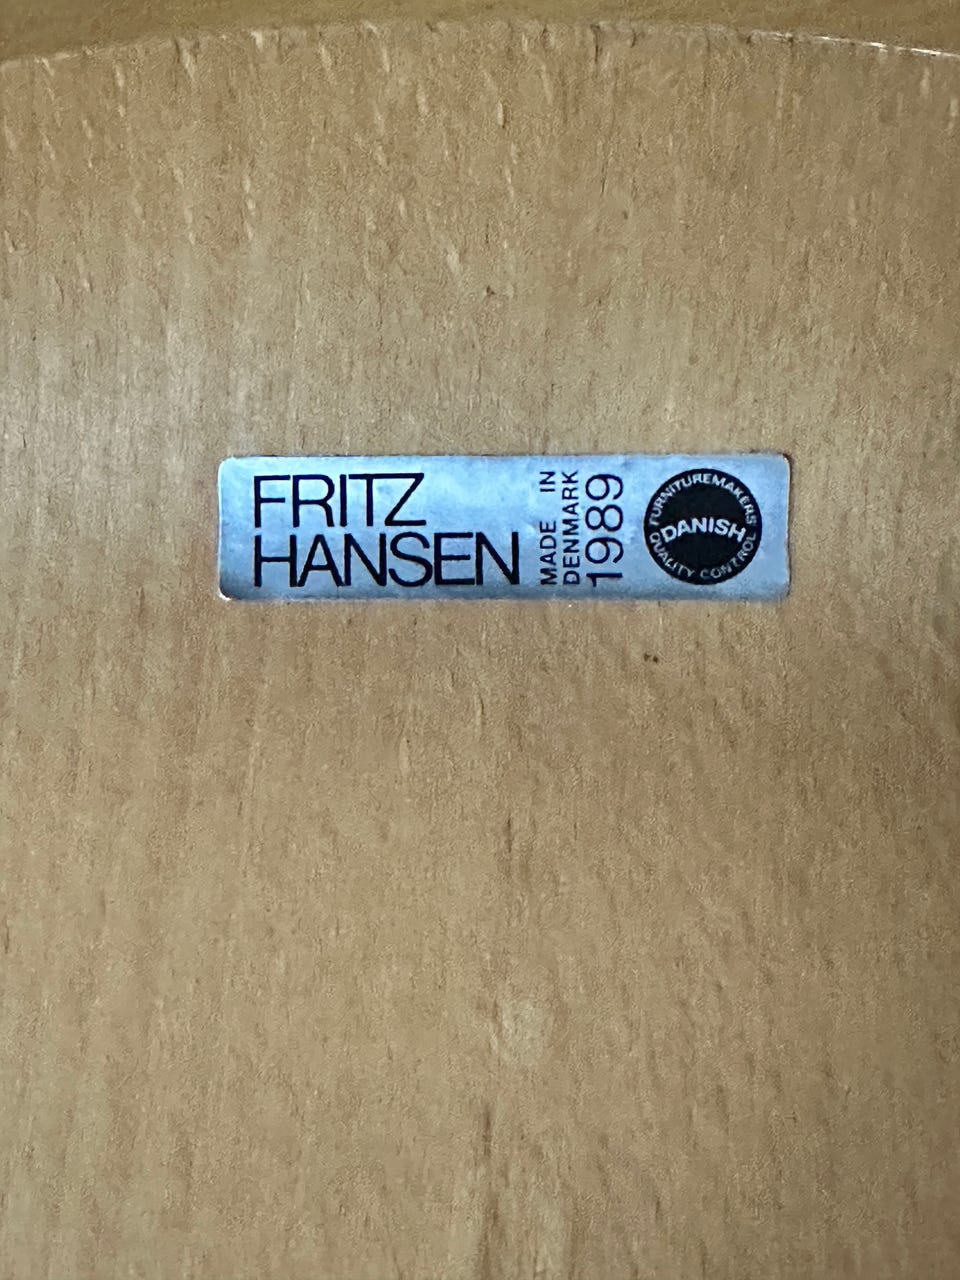 FRITZ
HANSEN
MADE IN
DENMARK
1989
FURNITUREMAKERS
DANISH
QUALITY CONTROL